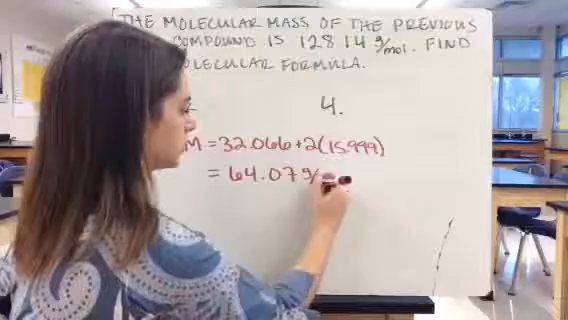 THE MOLECULAR MASS OF THE PREVIOUS
COMPOUND IS 128.14 g/mol. FIND
MOLECULAR FORMULA.
4.
M = 32.066 + 2(15.999)
= 64.07 g/